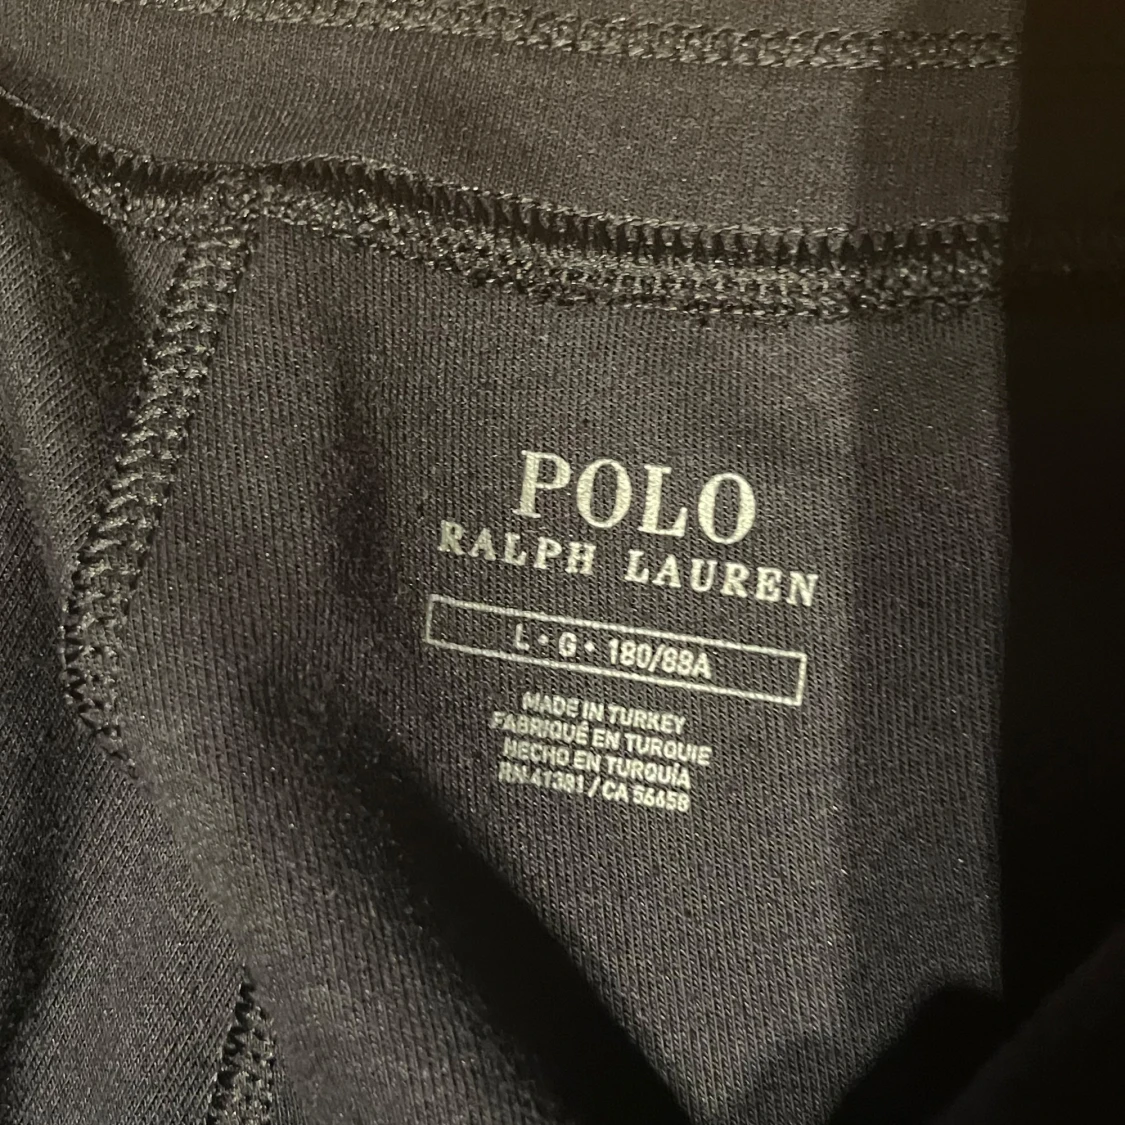 POLO
RALPH LAUREN
L • G • 180/88A
MADE IN TURKEY
FABRIQUÉ EN TURQUIE
HECHO EN TURQUÍA
RN 41381 / CA 56658